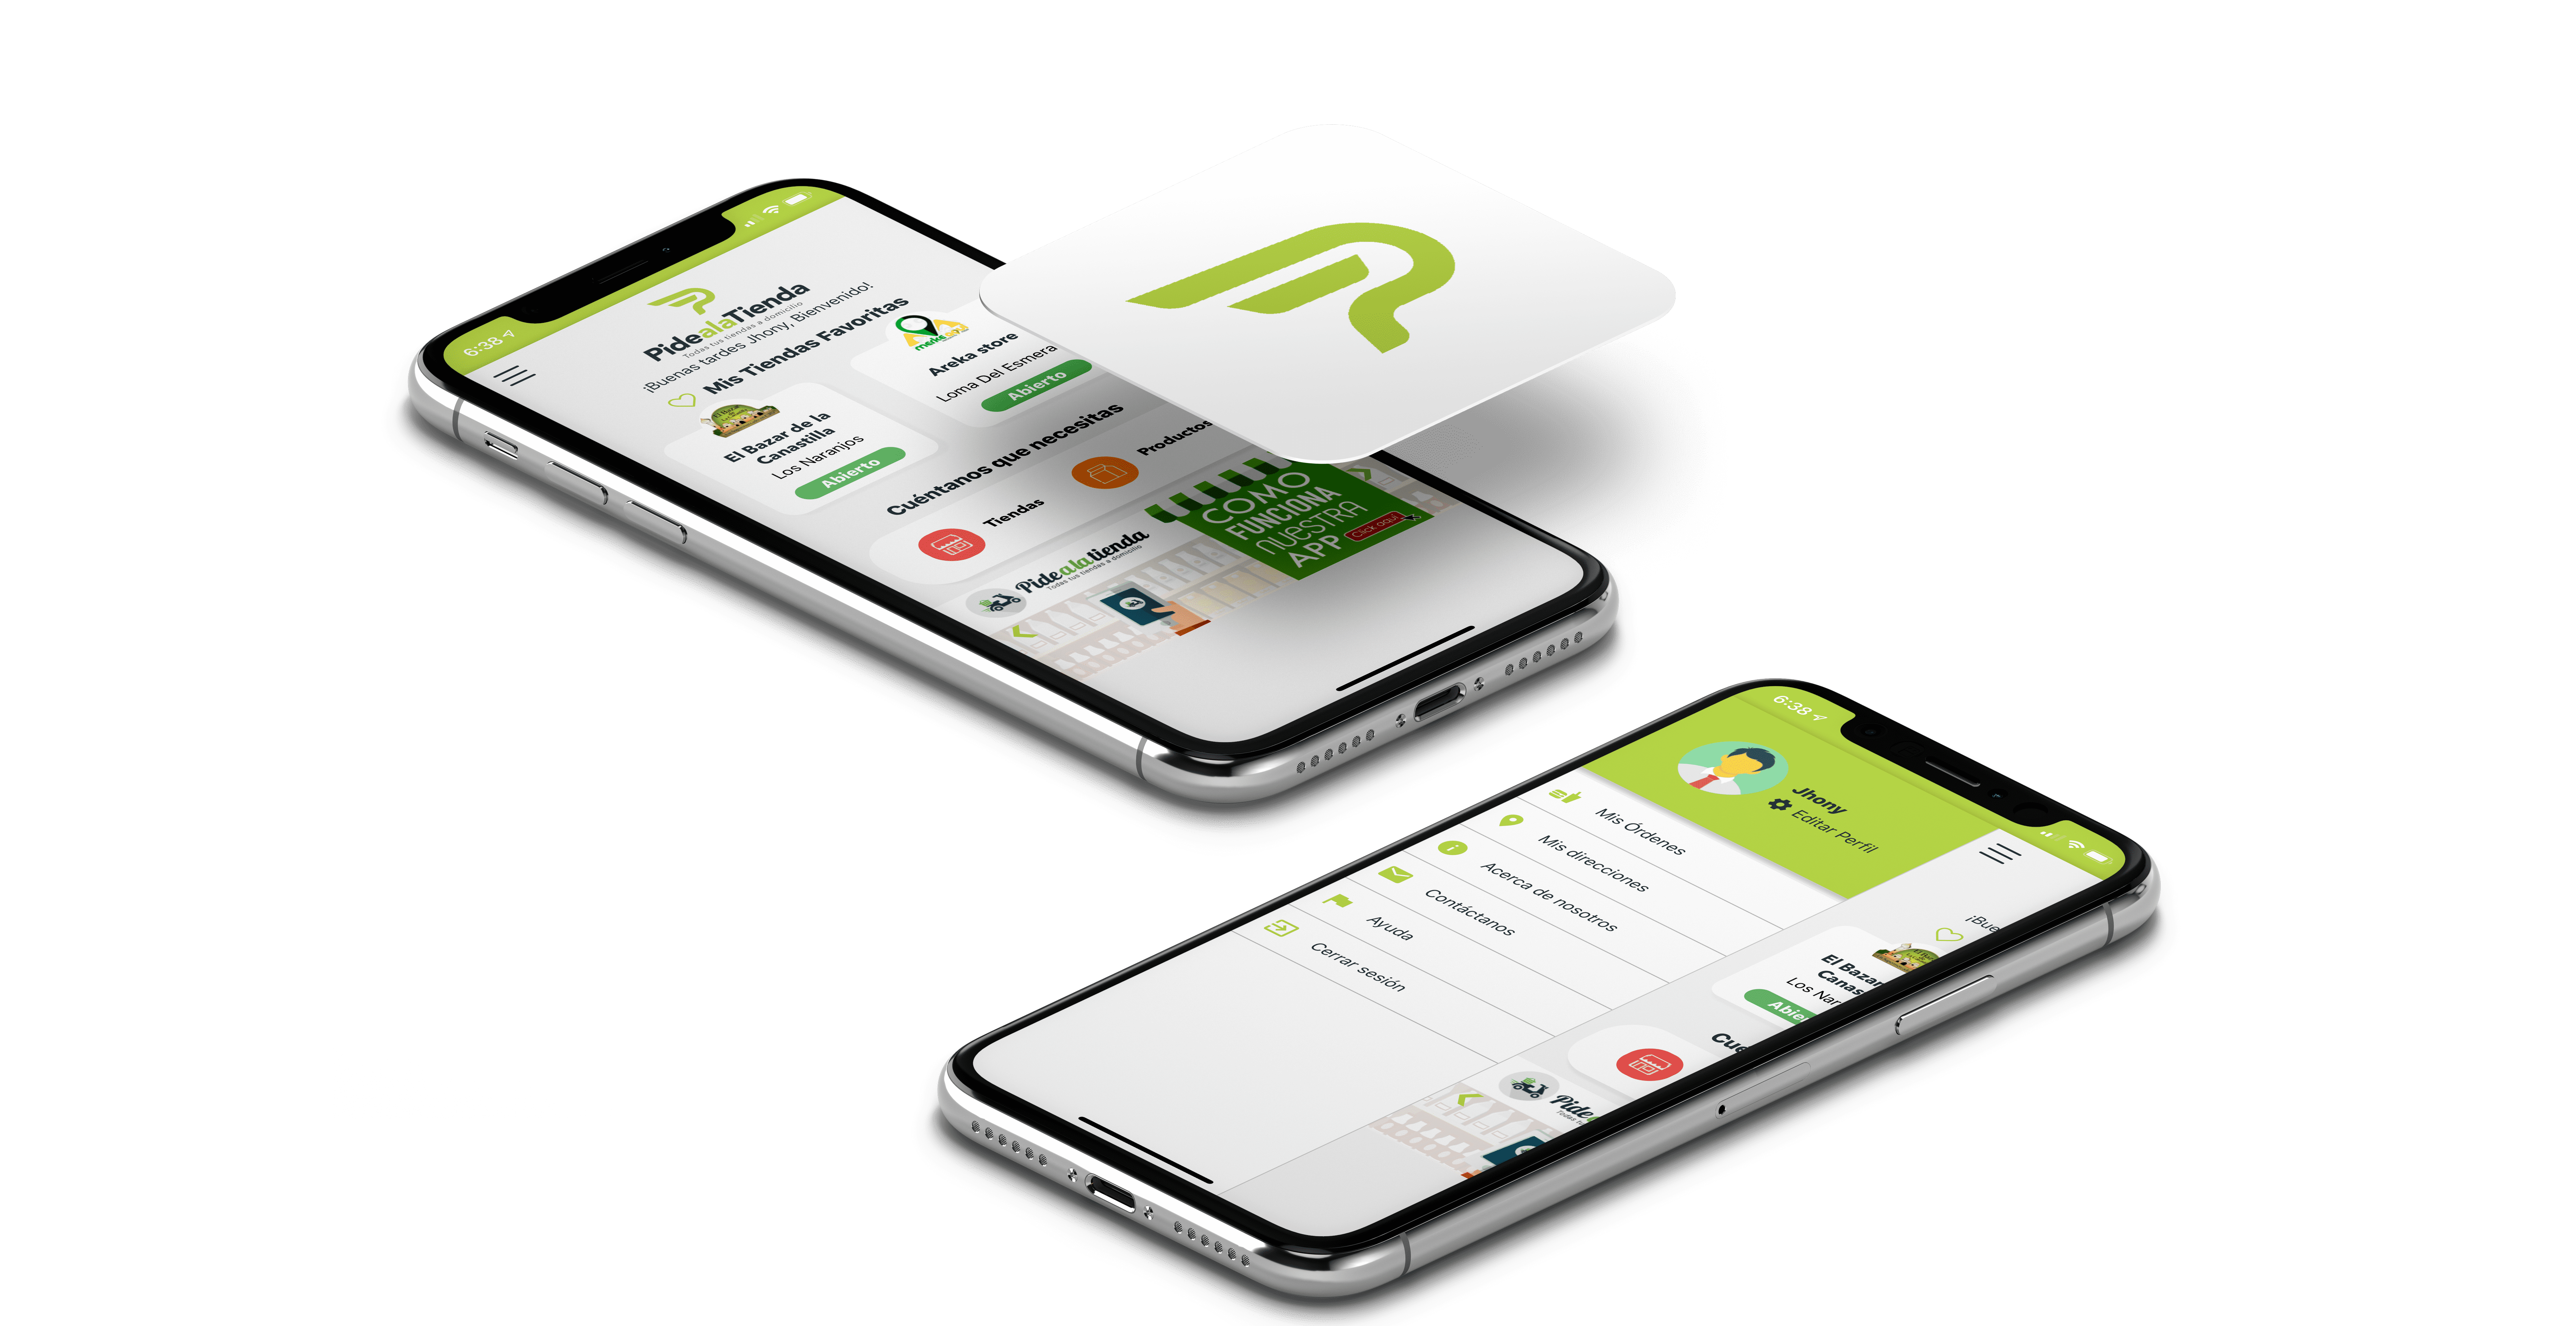 6:38
PidealaTienda
Todas tus tiendas a domicilio
¡Buenas tardes Jhony, Bienvenido!
Mis Tiendas Favoritas
El Bazar de la
Canastilla
Los Naranjos
Abierto
Areka store
Loma Del Esmera
Abierto
Cuéntanos que necesitas
Tiendas
Productos
Pidealatienda
Todas tus tiendas a domicilio
COMO
FUNCIONA
NUESTRA
APP
Click aquí
6:38
Jhony
Editar Perfil
Mis Órdenes
Mis direcciones
Acerca de nosotros
Contáctanos
Ayuda
Cerrar sesión
¡Bue
El Bazar
Canas
Los Nar
Abie
Cue
Pide